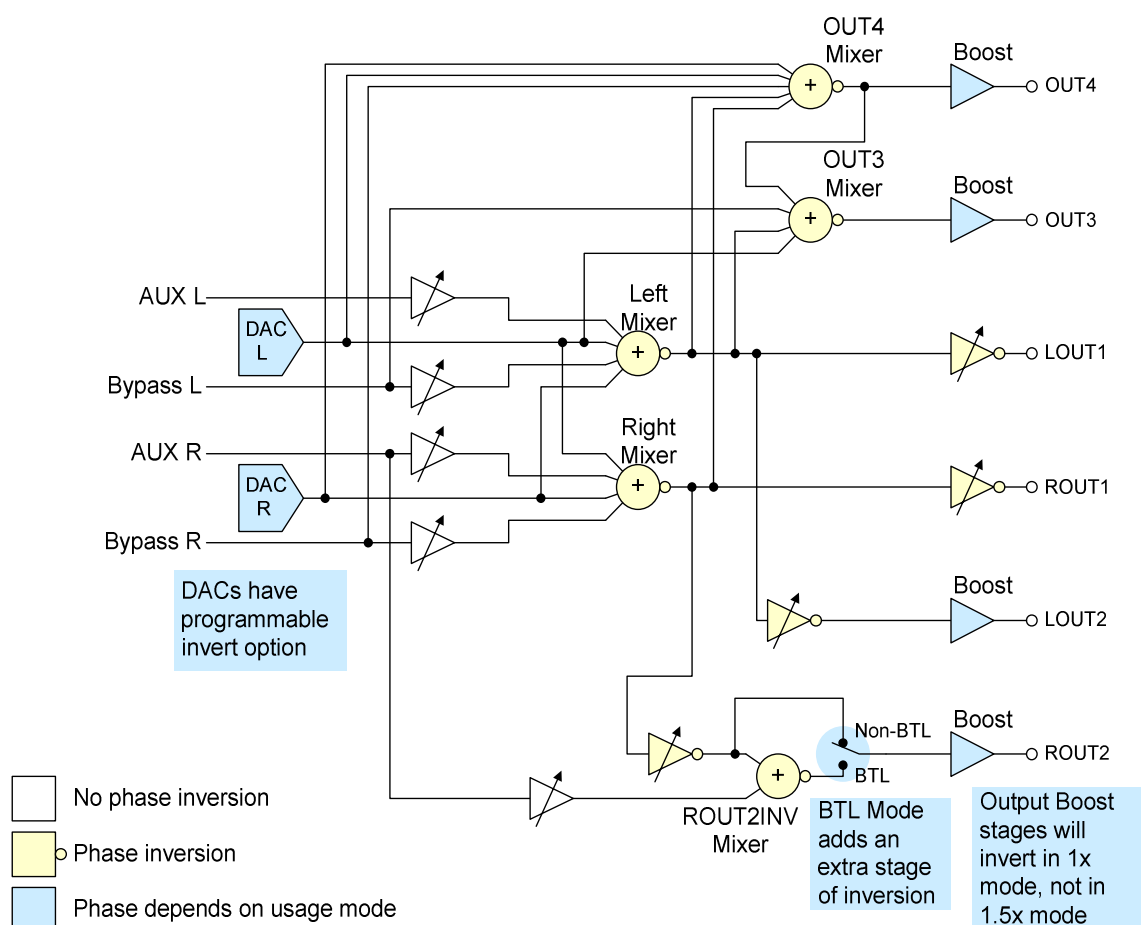 OUT4
Mixer
Boost
+
OUT4
OUT3
Mixer
Boost
+
OUT3
AUX L
DAC
L
Bypass L
Left
Mixer
+
LOUT1
AUX R
DAC
R
Bypass R
Right
Mixer
+
ROUT1
DACs have
programmable
invert option
Boost
LOUT2
Non-BTL
BTL
Boost
ROUT2
+
ROUT2INV
Mixer
BTL Mode
adds an
extra stage
of inversion
Output Boost
stages will
invert in 1x
mode, not in
1.5x mode
No phase inversion
Phase inversion
Phase depends on usage mode